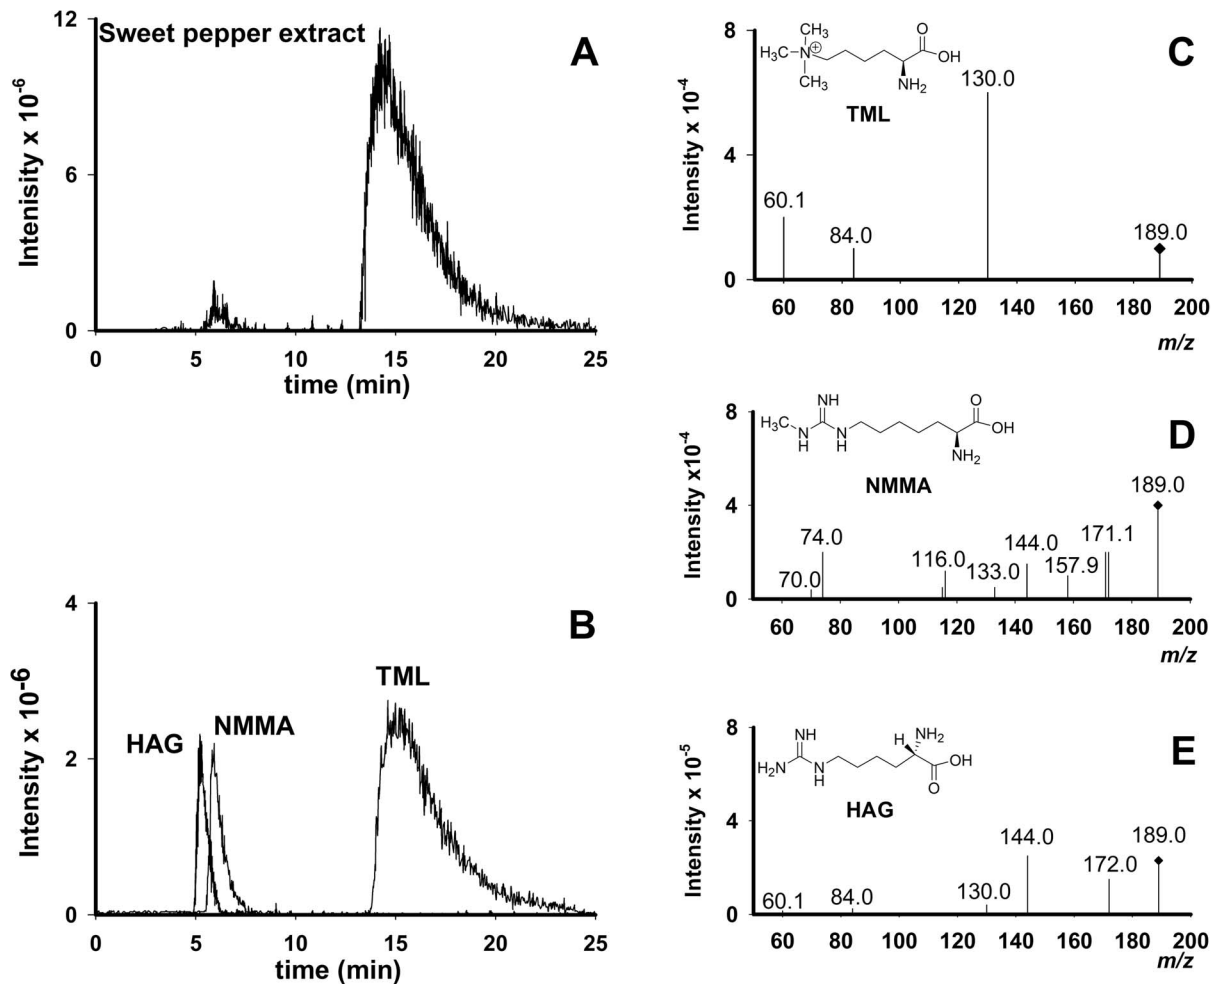 12
6
0
Intenisity x 10-6
Sweet pepper extract
A
0 5 10 15 20 25
time (min)
4
2
0
Intensity x 10-6
B
HAG
NMMA
TML
0 5 10 15 20 25
time (min)
8
4
0
Intensity x 10-4
C
CH3
H3C N ⊕
CH3
O
OH
NH2
TML
60.1
84.0
130.0
189.0
60 80 100 120 140 160 180 200
m/z
8
4
0
Intensity x10-4
D
NH
H3C N H
N H
O
OH
NH2
NMMA
70.0
74.0
116.0
133.0
144.0
157.9
171.1
189.0
60 80 100 120 140 160 180 200
m/z
8
4
0
Intensity x 10-5
E
NH
H2N
N H
H NH2
OH
O
HAG
60.1
84.0
130.0
144.0
172.0
189.0
60 80 100 120 140 160 180 200
m/z